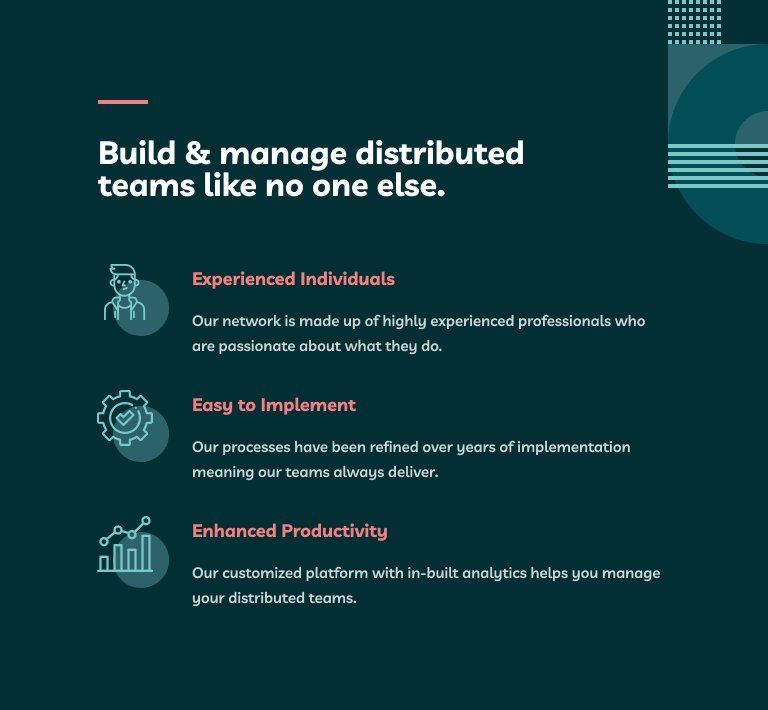 Build & manage distributed
teams like no one else.
Experienced Individuals
Our network is made up of highly experienced professionals who
are passionate about what they do.
Easy to Implement
Our processes have been refined over years of implementation
meaning our teams always deliver.
Enhanced Productivity
Our customized platform with in-built analytics helps you manage
your distributed teams.